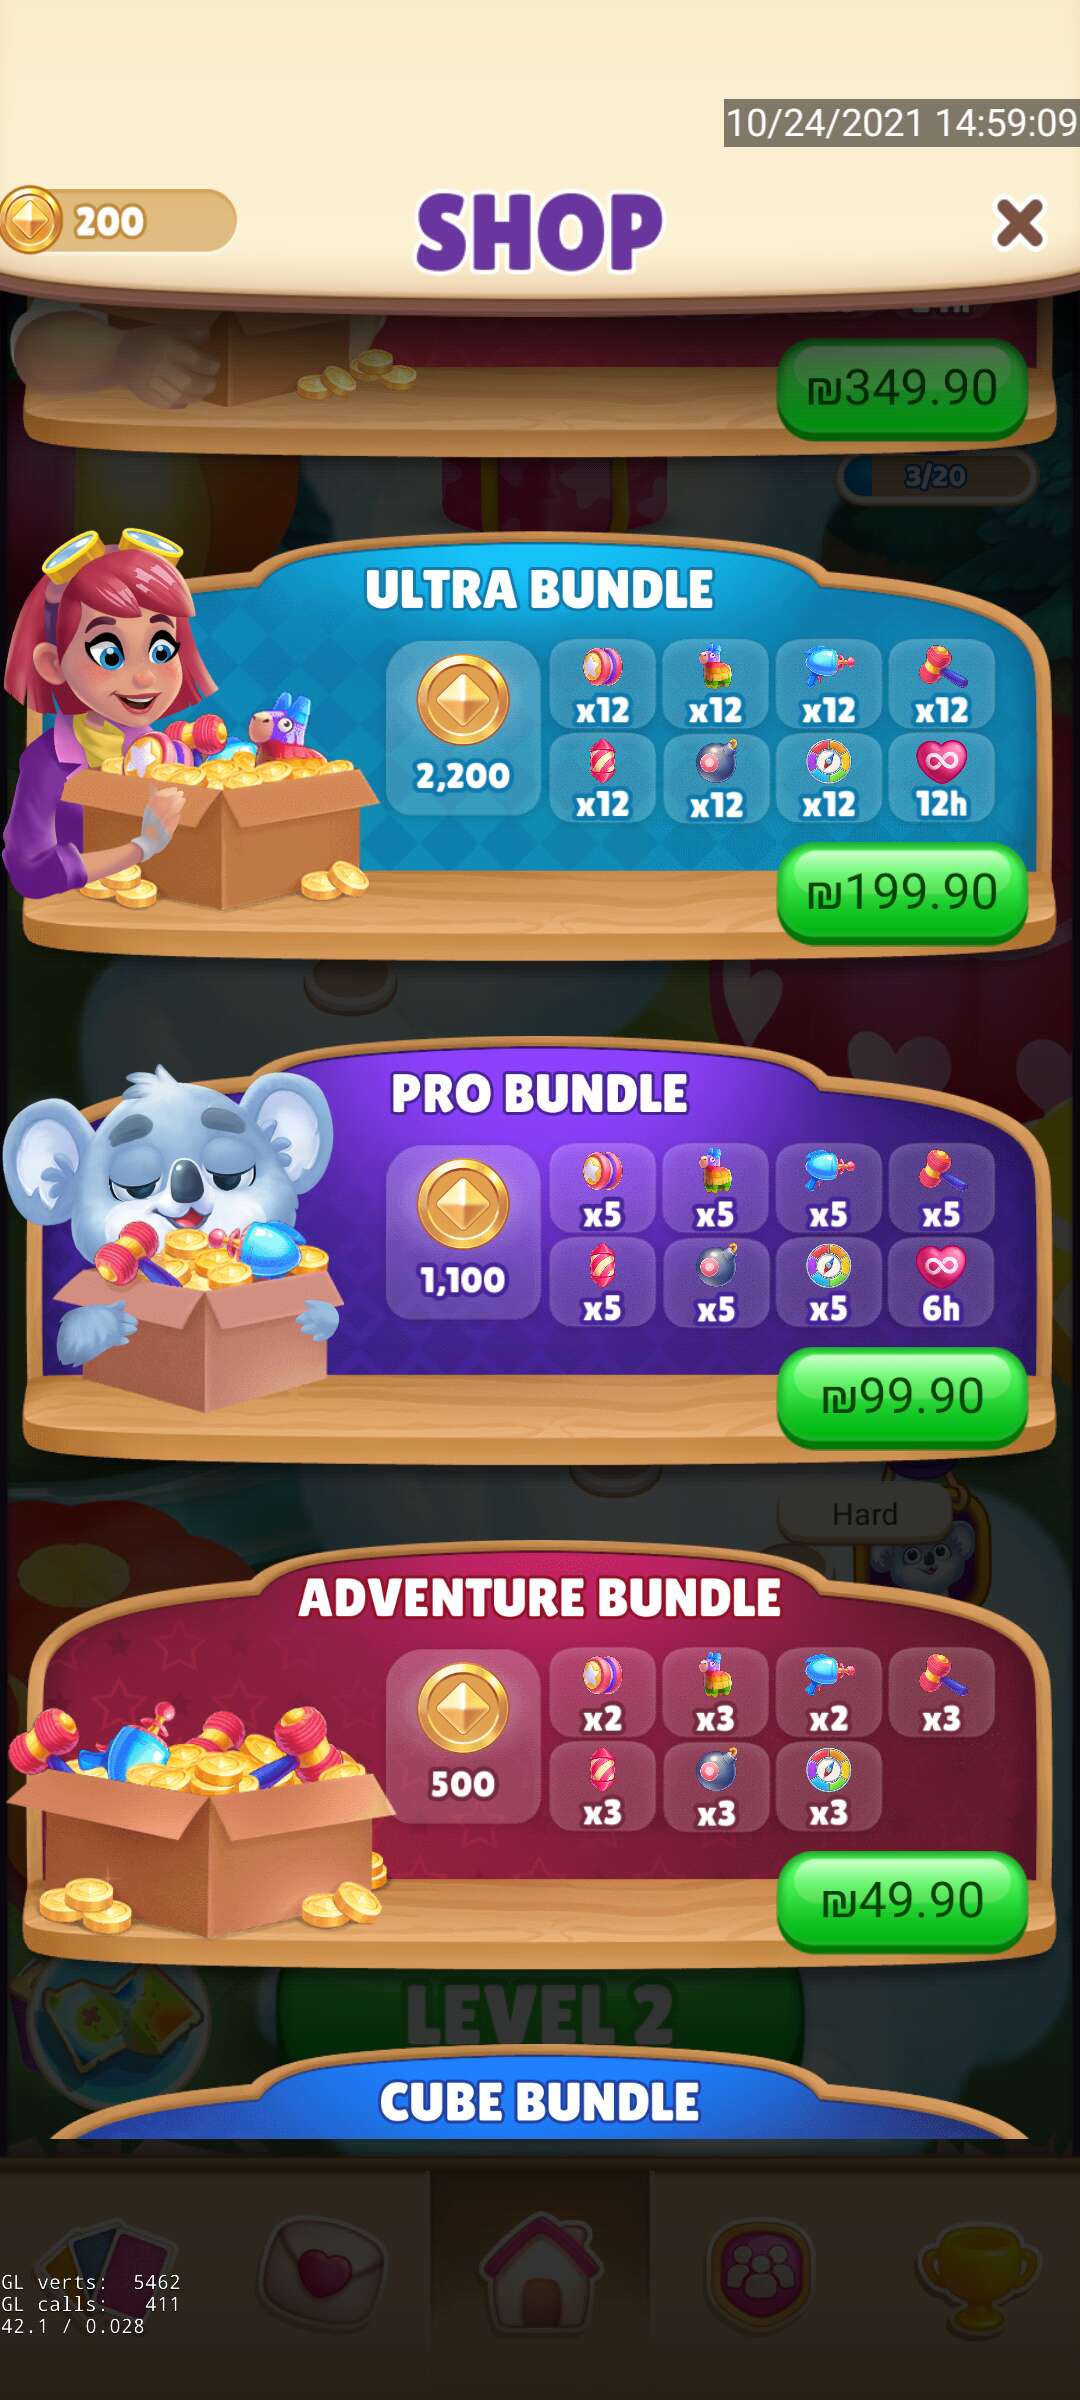 10/24/2021 14:59:09
200
SHOP
₪349.90
3/20
ULTRA BUNDLE
2,200
x12 x12 x12 x12
x12 x12 x12 12h
₪199.90
PRO BUNDLE
1,100
x5 x5 x5 x5
x5 x5 x5 6h
₪99.90
Hard
ADVENTURE BUNDLE
500
x2 x3 x2 x3
x3 x3 x3
₪49.90
LEVEL 2
CUBE BUNDLE
GL verts: 5462
GL calls: 411
42.1 / 0.028